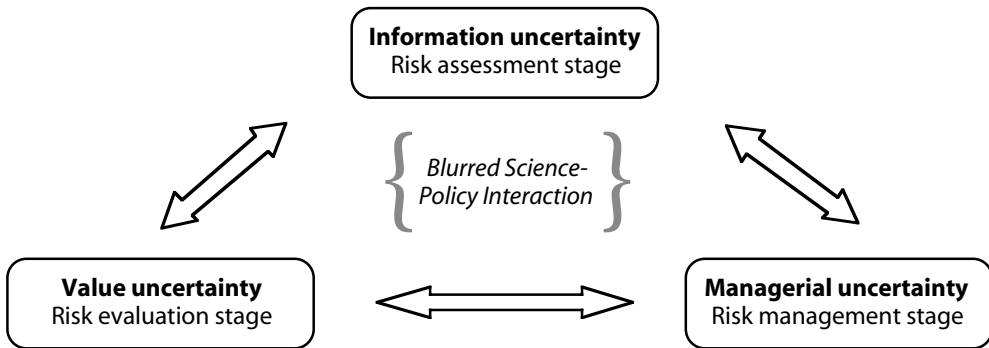 Information uncertainty
Risk assessment stage
Blurred Science-
Policy Interaction
Value uncertainty
Risk evaluation stage
Managerial uncertainty
Risk management stage